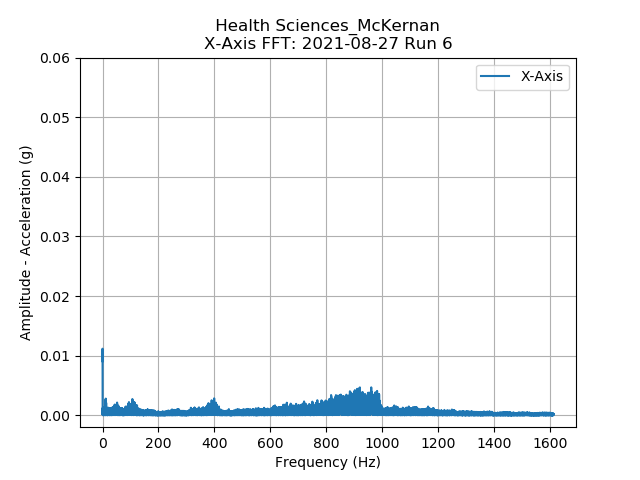 Health Sciences_McKernan
X-Axis FFT: 2021-08-27 Run 6
X-Axis
0.06
0.05
0.04
0.03
0.02
0.01
0.00
Amplitude - Acceleration (g)
0 200 400 600 800 1000 1200 1400 1600
Frequency (Hz)